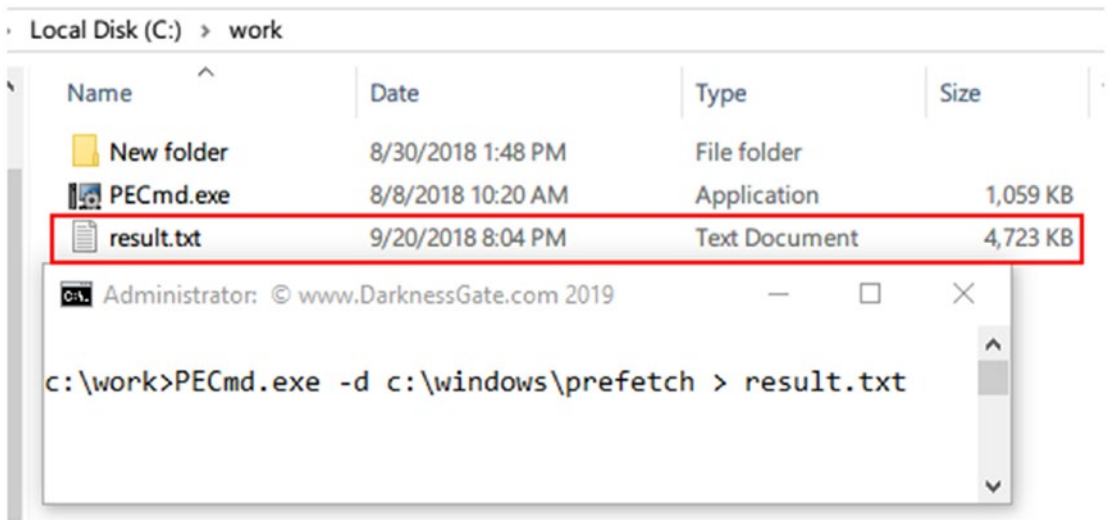 Local Disk (C:) > work
Name Date Type Size
New folder 8/30/2018 1:48 PM File folder
PECmd.exe 8/8/2018 10:20 AM Application 1,059 KB
result.txt 9/20/2018 8:04 PM Text Document 4,723 KB
C:\. Administrator: © www.DarknessGate.com 2019
c:\work>PECmd.exe -d c:\windows\prefetch > result.txt